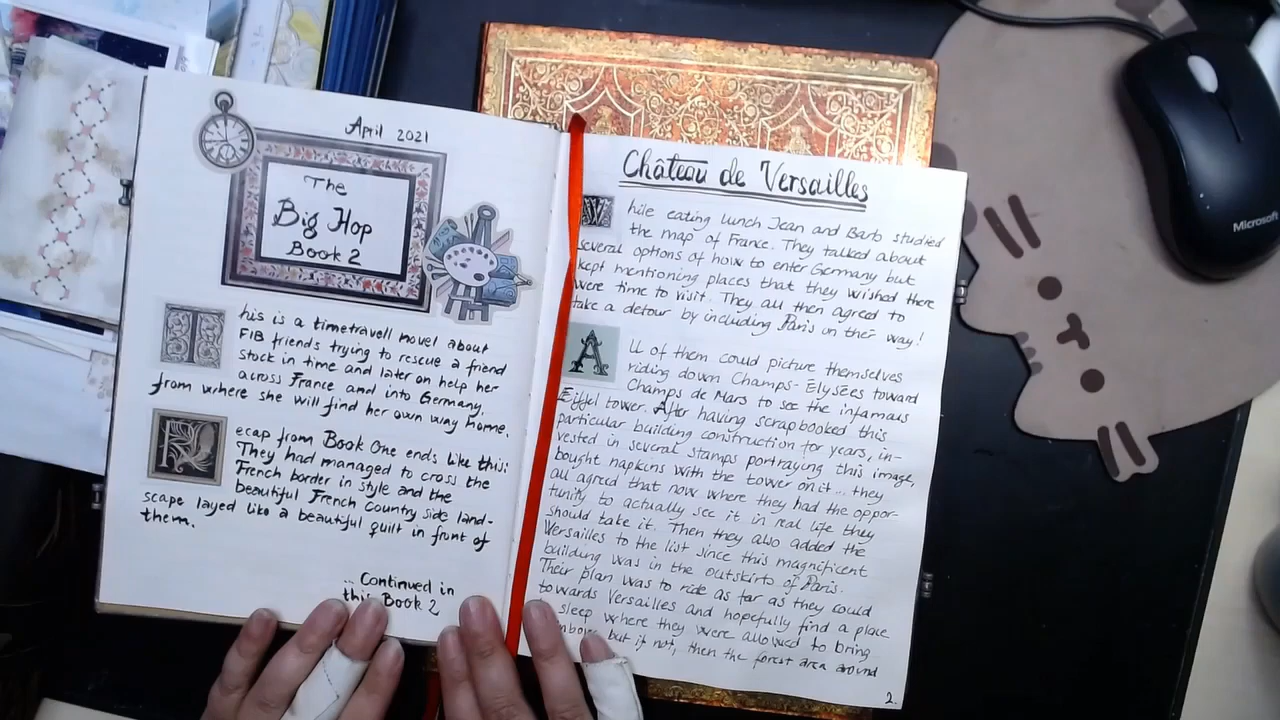 April 2021
The
Big Hop
Book 2
This is a timetravell novel about
FIB friends trying to rescue a friend
stock in time and later on help her
across France and into Germany.
from where she will find her own way home.
Recap from Book One ends like this:
They had managed to cross the
French border in style and the
beautiful French Country side land-
scape layed like a beautiful quilt in front of
them.
... Continued in
this Book 2
Château de Versailles
While eating lunch Jean and Barb studied
the map of France. They talked about
several options of how to enter Germany but
kept mentioning places that they wished there
were time to visit. They all then agreed to
take a detour by including Paris on their way!
All of them could picture themselves
riding down Champs-Elysées toward
Champs de Mars to see the infamous
Eiffel tower. After having scrapbooked this
particular building construction for years, in-
vested in several stamps portraying this image,
bought napkins with the tower on it... they
all agreed that now where they had the oppor-
tunity to actually see it in real life they
should take it. Then they also added the
Versailles to the list since this magnificent
building was in the outskirts of Paris.
Their plan was to ride as far as they could
towards Versailles and hopefully find a place
sleep where they were allowed to bring
but if not, then the forest area around
2.
Microsoft